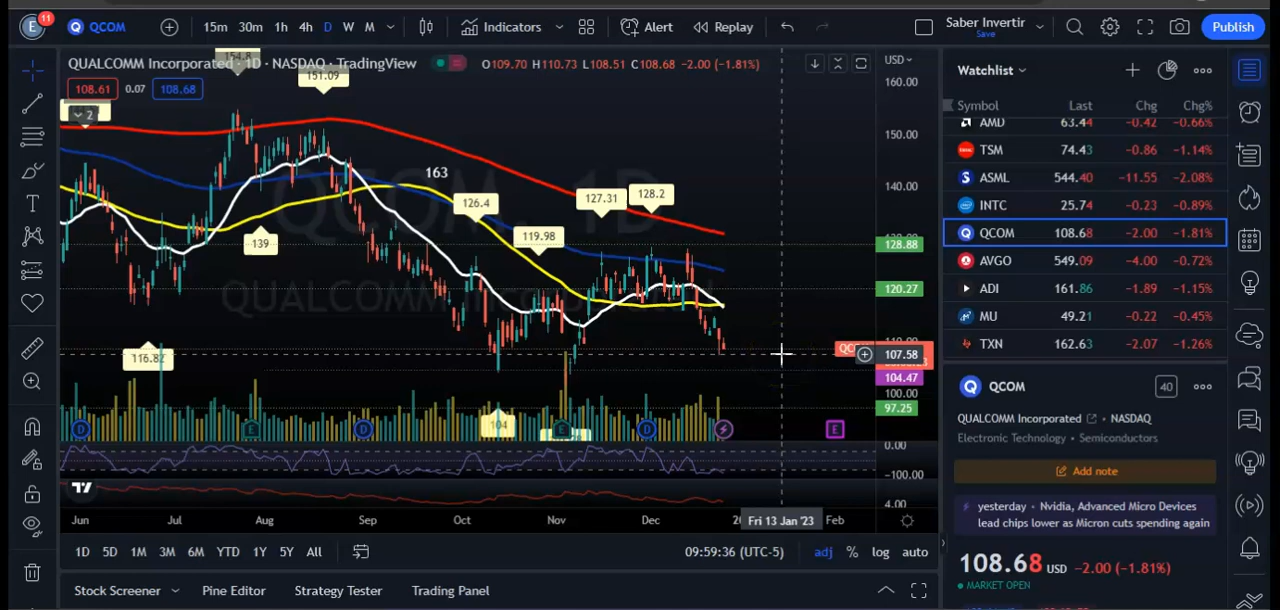 E 11 QCOM 15m 30m 1h 4h D W M Indicators Alert Replay Saber Invertir Publish
Save
QUALCOMM Incorporated · 1D · NASDAQ · TradingView O109.70 H110.73 L108.51 C108.68 −2.00 (−1.81%)
108.61 0.07 108.68
2
154.8
151.09
163
139
126.4
119.98
127.31
128.2
116.82
104
QCOM, 1D
QUALCOMM Incorporated
USD
160.00
150.00
140.00
128.88
120.27
110.00
107.58
104.47
100.00
97.25
0.00
−100.00
4.00
D E D E D E
Jun Jul Aug Sep Oct Nov Dec Fri 13 Jan '23 Feb
1D 5D 1M 3M 6M YTD 1Y 5Y All 09:59:36 (UTC-5) adj % log auto
Stock Screener Pine Editor Strategy Tester Trading Panel
Watchlist
Symbol Last Chg Chg%
AMD 63.44 −0.42 −0.66%
TSM 74.43 −0.86 −1.14%
ASML 544.40 −11.55 −2.08%
INTC 25.74 −0.23 −0.89%
QCOM 108.68 −2.00 −1.81%
AVGO 549.09 −4.00 −0.72%
ADI 161.86 −1.89 −1.15%
MU 49.21 −0.22 −0.45%
TXN 162.63 −2.07 −1.26%
QCOM 40
QUALCOMM Incorporated • NASDAQ
Electronic Technology • Semiconductors
Add note
yesterday • Nvidia, Advanced Micro Devices
lead chips lower as Micron cuts spending again
108.68 USD −2.00 (−1.81%)
MARKET OPEN